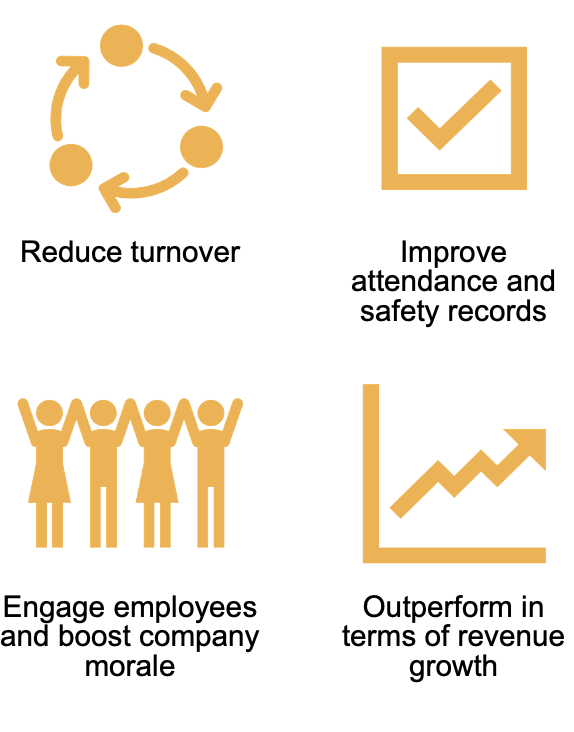 Reduce turnover
Improve
attendance and
safety records
Engage employees
and boost company
morale
Outperform in
terms of revenue
growth